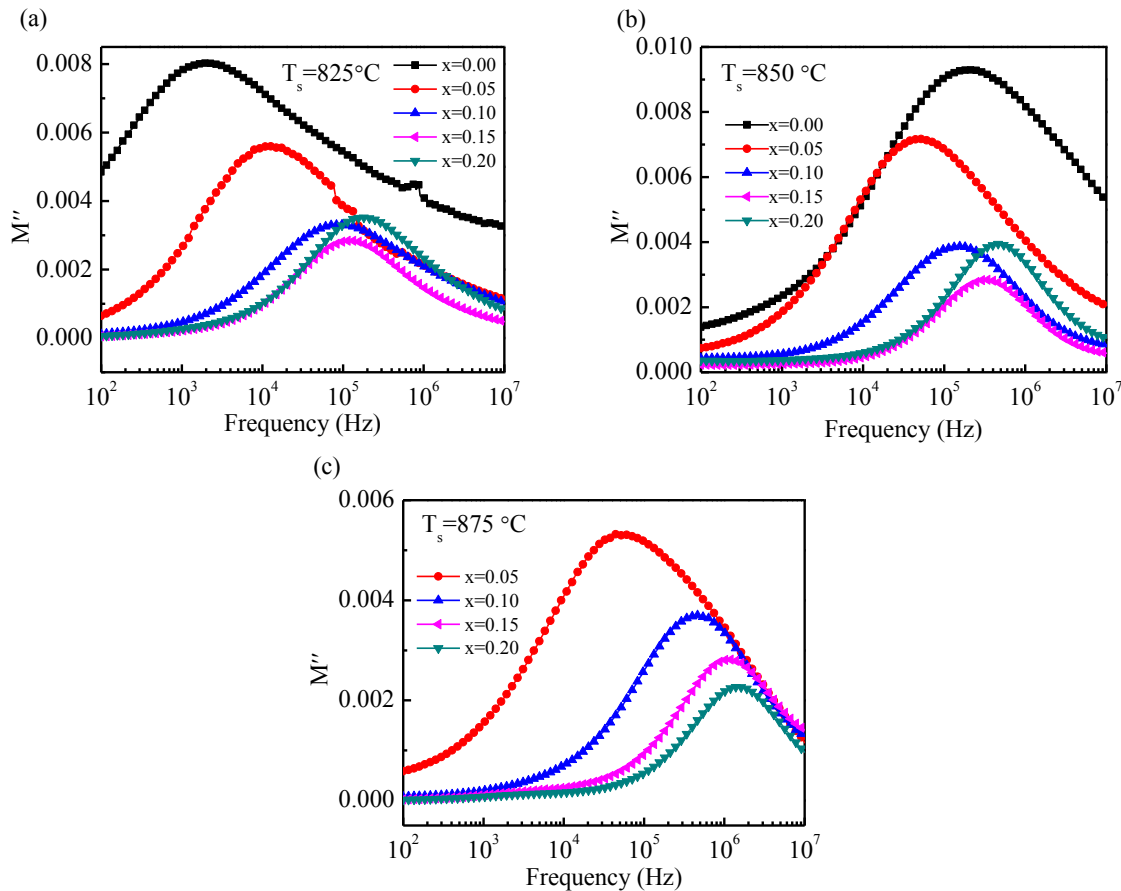 (a)
T_s=825°C
x=0.00
x=0.05
x=0.10
x=0.15
x=0.20
0.008
0.006
0.004
0.002
0.000
M″
10^2 10^3 10^4 10^5 10^6 10^7
Frequency (Hz)
(b)
T_s=850 °C
x=0.00
x=0.05
x=0.10
x=0.15
x=0.20
0.010
0.008
0.006
0.004
0.002
0.000
M″
10^2 10^3 10^4 10^5 10^6 10^7
Frequency (Hz)
(c)
T_s=875 °C
x=0.05
x=0.10
x=0.15
x=0.20
0.006
0.004
0.002
0.000
M″
10^2 10^3 10^4 10^5 10^6 10^7
Frequency (Hz)